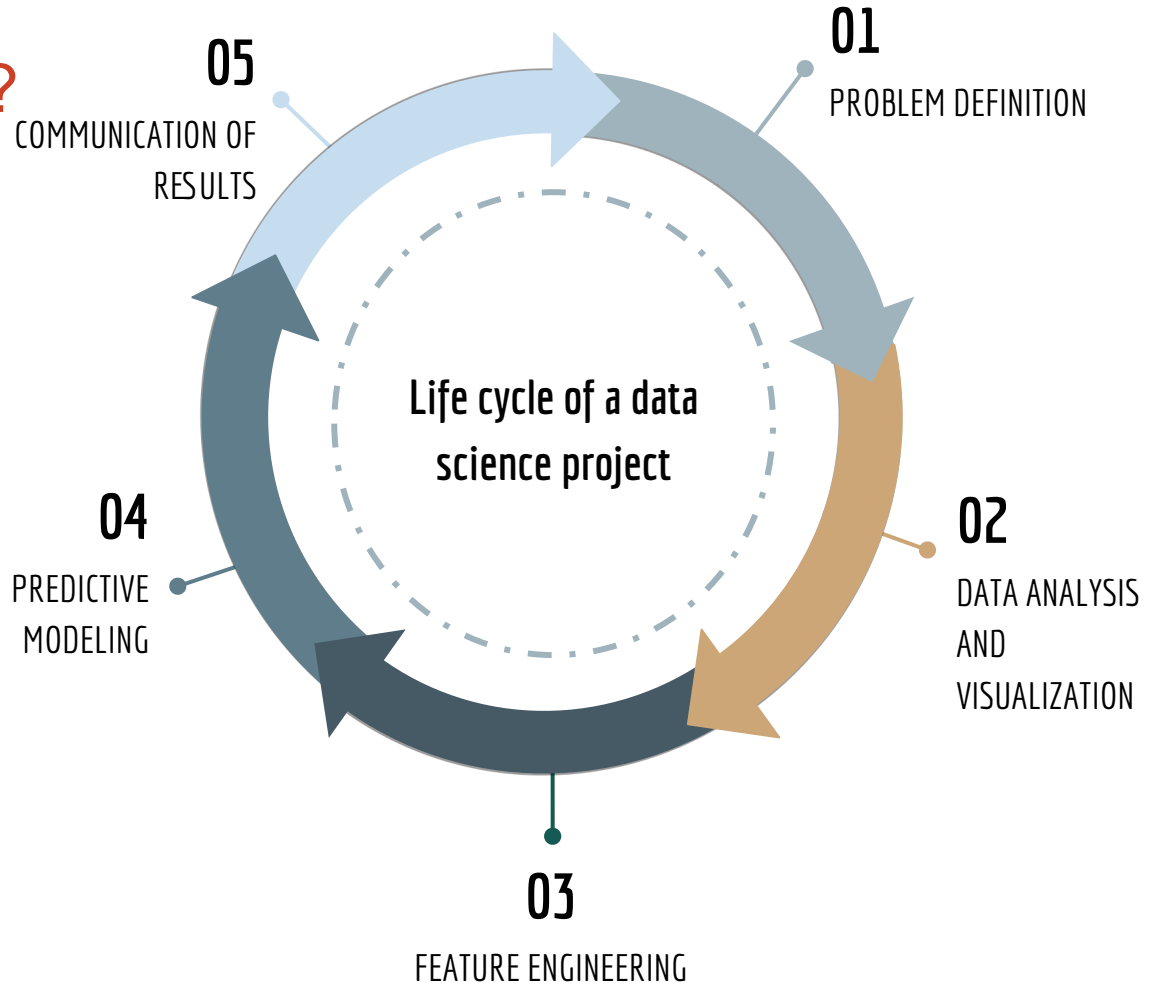 ?
01
PROBLEM DEFINITION
02
DATA ANALYSIS
AND
VISUALIZATION
03
FEATURE ENGINEERING
04
PREDICTIVE
MODELING
05
COMMUNICATION OF
RESULTS
Life cycle of a data
science project